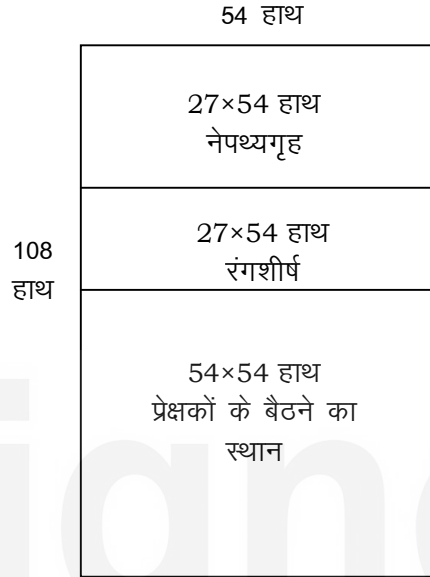 54 हाथ
27×54 हाथ
नेपथ्यगृह
108
हाथ
27×54 हाथ
रंगशीर्ष
54×54 हाथ
प्रेक्षकों के बैठने का
स्थान